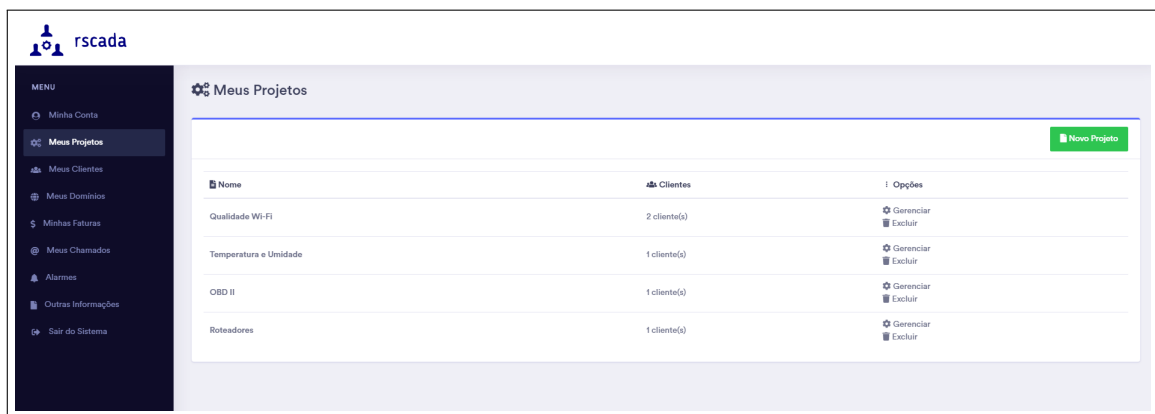 rscada
MENU
Minha Conta
Meus Projetos
Meus Clientes
Meus Domínios
Minhas Faturas
Meus Chamados
Alarmes
Outras Informações
Sair do Sistema
Meus Projetos
Novo Projeto
Nome Clientes Opções
Qualidade Wi-Fi 2 cliente(s) Gerenciar
Excluir
Temperatura e Umidade 1 cliente(s) Gerenciar
Excluir
OBD II 1 cliente(s) Gerenciar
Excluir
Roteadores 1 cliente(s) Gerenciar
Excluir